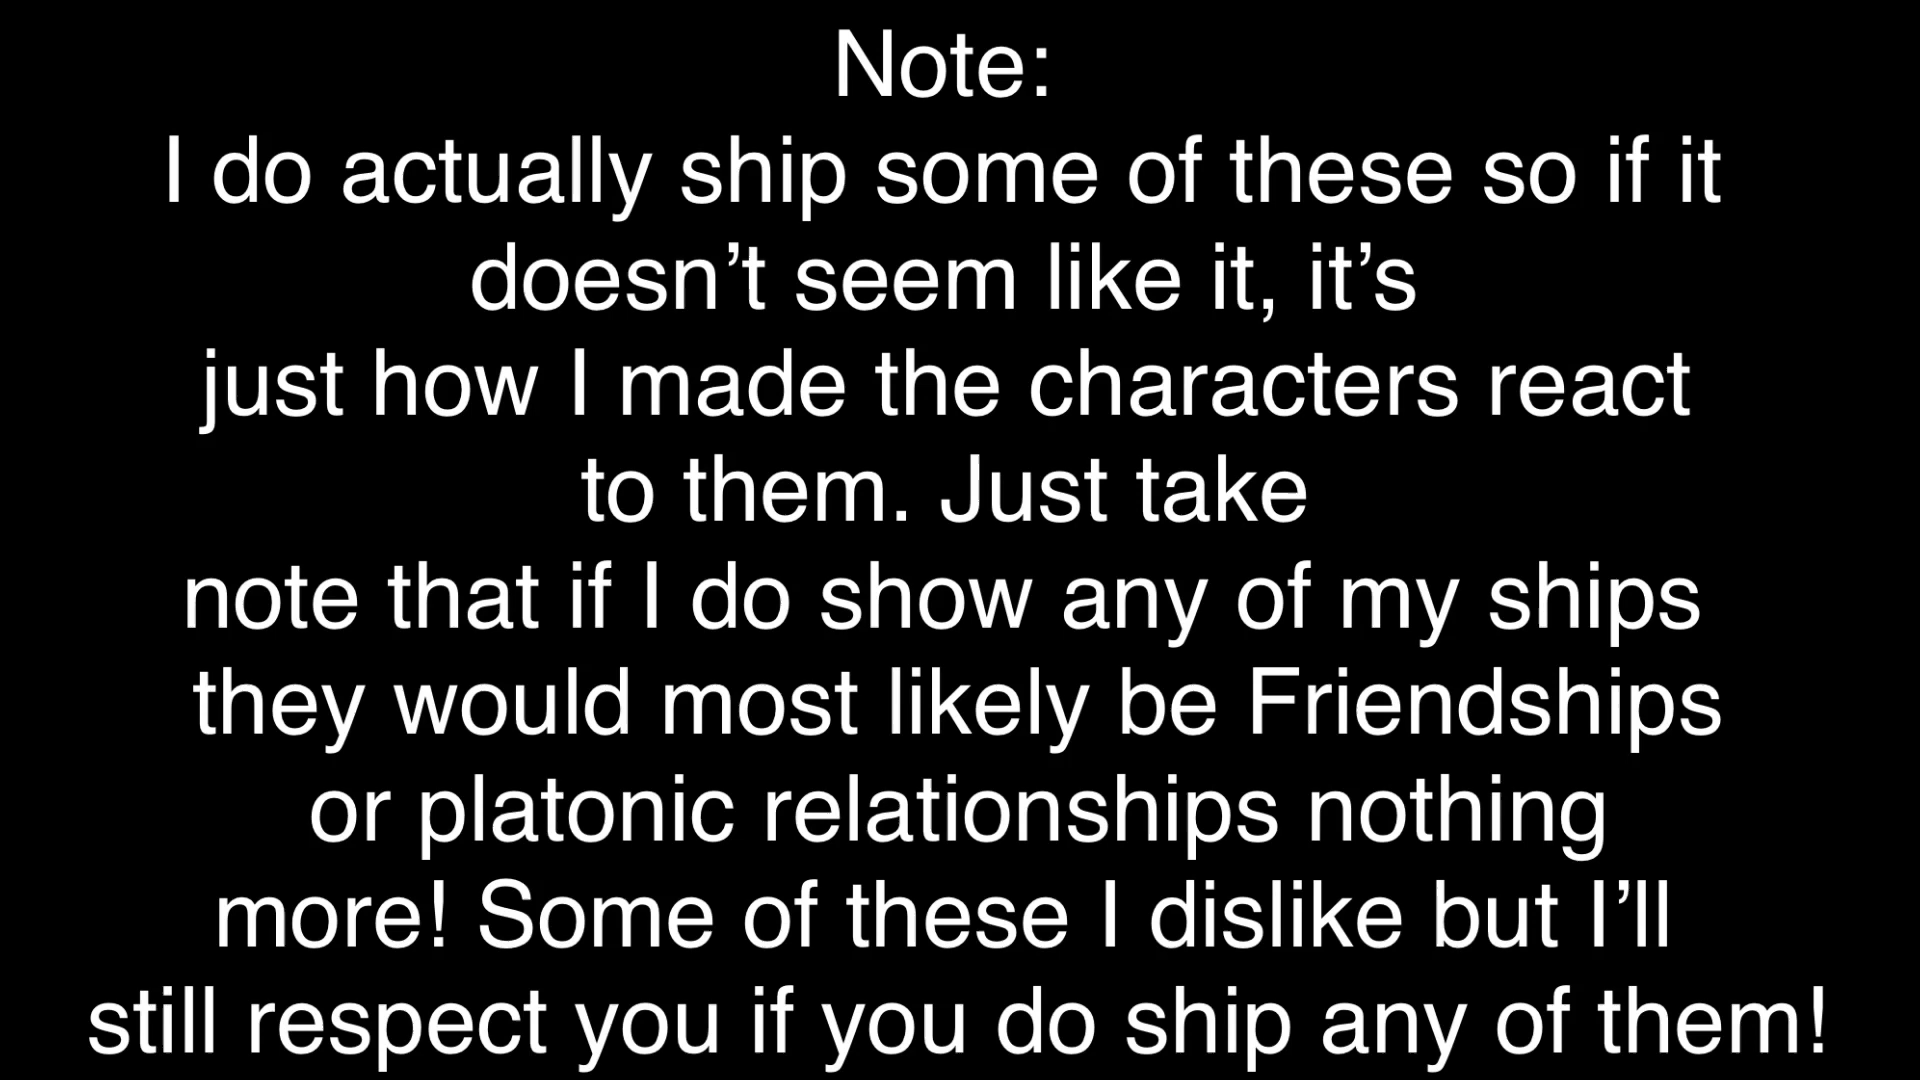 Note:
I do actually ship some of these so if it
doesn’t seem like it, it’s
just how I made the characters react
to them. Just take
note that if I do show any of my ships
they would most likely be Friendships
or platonic relationships nothing
more! Some of these I dislike but I’ll
still respect you if you do ship any of them!